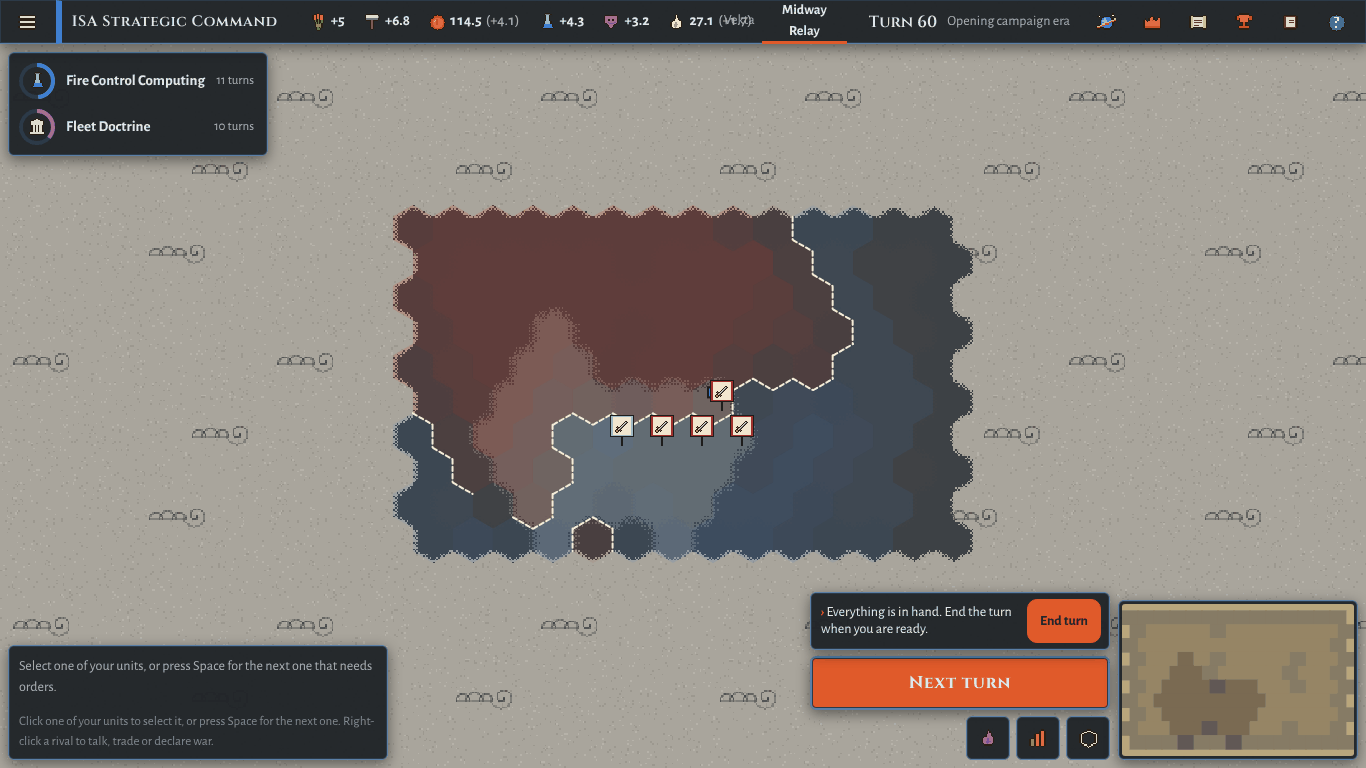 ISA Strategic Command
+5
+6.8
114.5 (+4.1)
+4.3
+3.2
27.1
Midway
Relay
Turn 60
Opening campaign era
Fire Control Computing 11 turns
Fleet Doctrine 10 turns
Select one of your units, or press Space for the next one that needs
orders.
Click one of your units to select it, or press Space for the next one. Right-
click a rival to talk, trade or declare war.
› Everything is in hand. End the turn
when you are ready.
End turn
Next turn